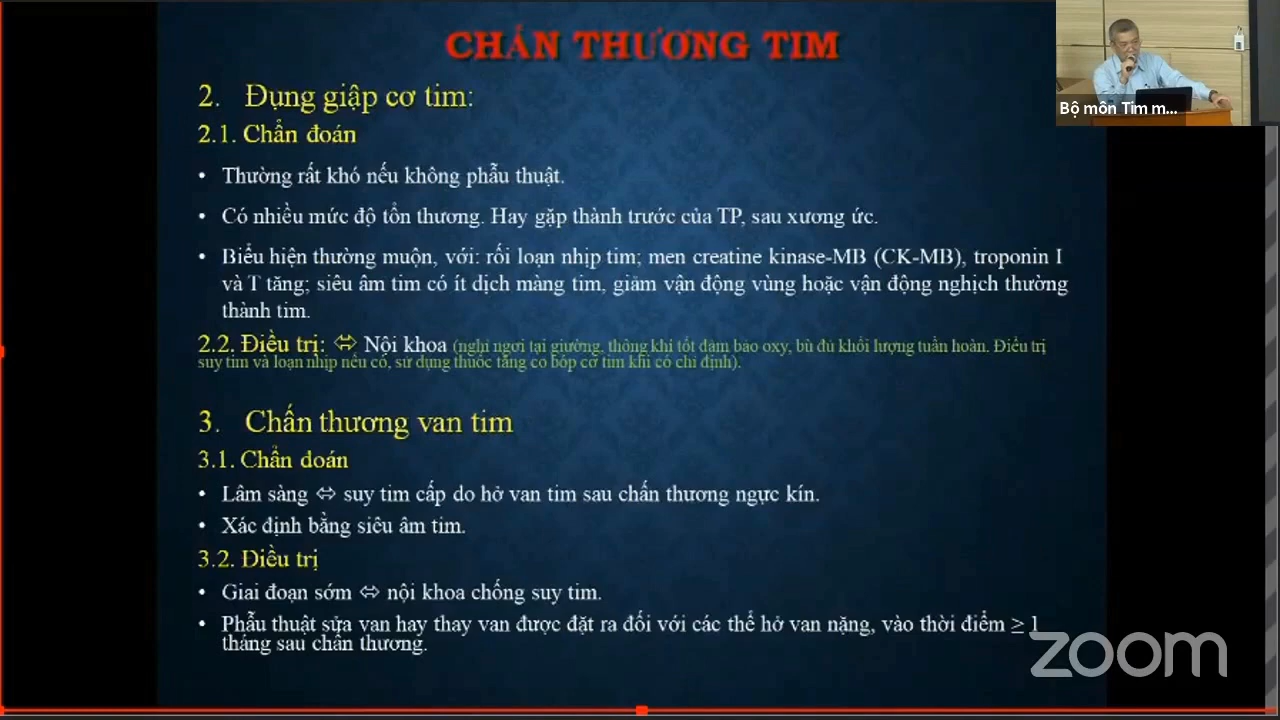 CHẤN THƯƠNG TIM
2. Đụng giập cơ tim:
2.1. Chẩn đoán
• Thường rất khó nếu không phẫu thuật.
• Có nhiều mức độ tổn thương. Hay gặp thành trước của TP, sau xương ức.
• Biểu hiện thường muộn, với: rối loạn nhịp tim; men creatine kinase-MB (CK-MB), troponin I
và T tăng; siêu âm tim có ít dịch màng tim, giảm vận động vùng hoặc vận động nghịch thường
thành tim.
2.2. Điều trị: ⇔ Nội khoa (nghỉ ngơi tại giường, thông khí tốt đảm bảo oxy, bù đủ khối lượng tuần hoàn. Điều trị
suy tim và loạn nhịp nếu có, sử dụng thuốc tăng co bóp cơ tim khi có chỉ định).
3. Chấn thương van tim
3.1. Chẩn đoán
• Lâm sàng ⇔ suy tim cấp do hở van tim sau chấn thương ngực kín.
• Xác định bằng siêu âm tim.
3.2. Điều trị
• Giai đoạn sớm ⇔ nội khoa chống suy tim.
• Phẫu thuật sửa van hay thay van được đặt ra đối với các thể hở van nặng, vào thời điểm ≥ 1
tháng sau chấn thương.
Bộ môn Tim m...
zoom